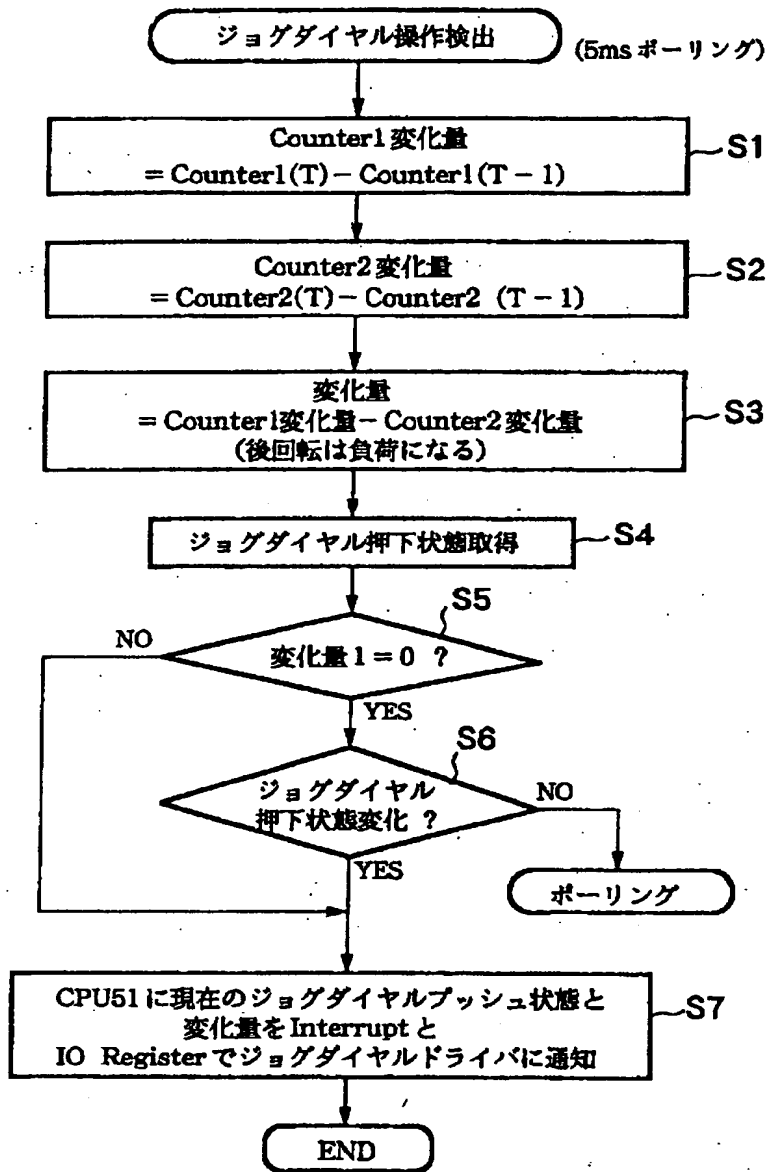 ジョグダイヤル操作検出
(5msポーリング)
Counter1変化量
= Counter1(T) − Counter1(T − 1)
S1
Counter2変化量
= Counter2(T) − Counter2 (T − 1)
S2
変化量
= Counter1変化量 − Counter2変化量
(後回転は負荷になる)
S3
ジョグダイヤル押下状態取得
S4
S5
NO
変化量1 = 0 ?
YES
S6
ジョグダイヤル
押下状態変化 ?
NO
YES
ポーリング
CPU51に現在のジョグダイヤルプッシュ状態と
変化量をInterruptと
IO Registerでジョグダイヤルドライバに通知
S7
END